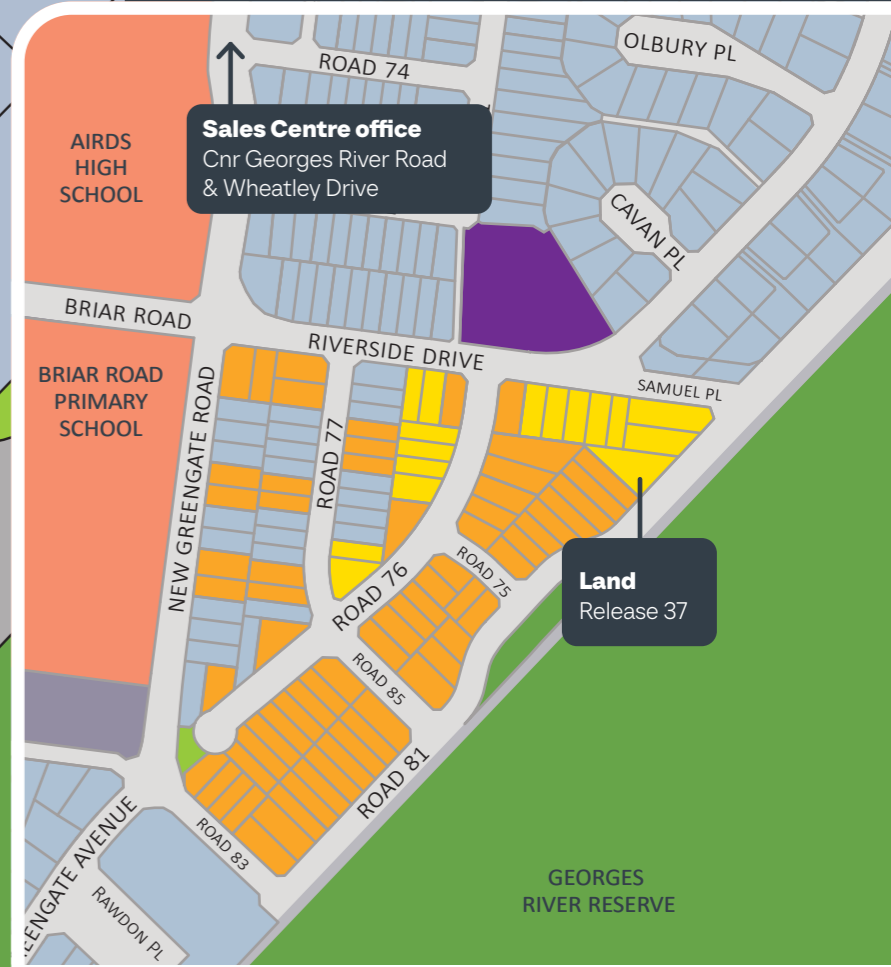 OLBURY PL
ROAD 74
AIRDS
HIGH
SCHOOL
Sales Centre office
Cnr Georges River Road
& Wheatley Drive
CAVAN PL
BRIAR ROAD
RIVERSIDE DRIVE
SAMUEL PL
BRIAR ROAD
PRIMARY
SCHOOL
NEW GREENGATE ROAD
ROAD 77
ROAD 76
ROAD 75
Land
Release 37
ROAD 85
ROAD 81
ROAD 83
EENGATE AVENUE
RAWDON PL
GEORGES
RIVER RESERVE